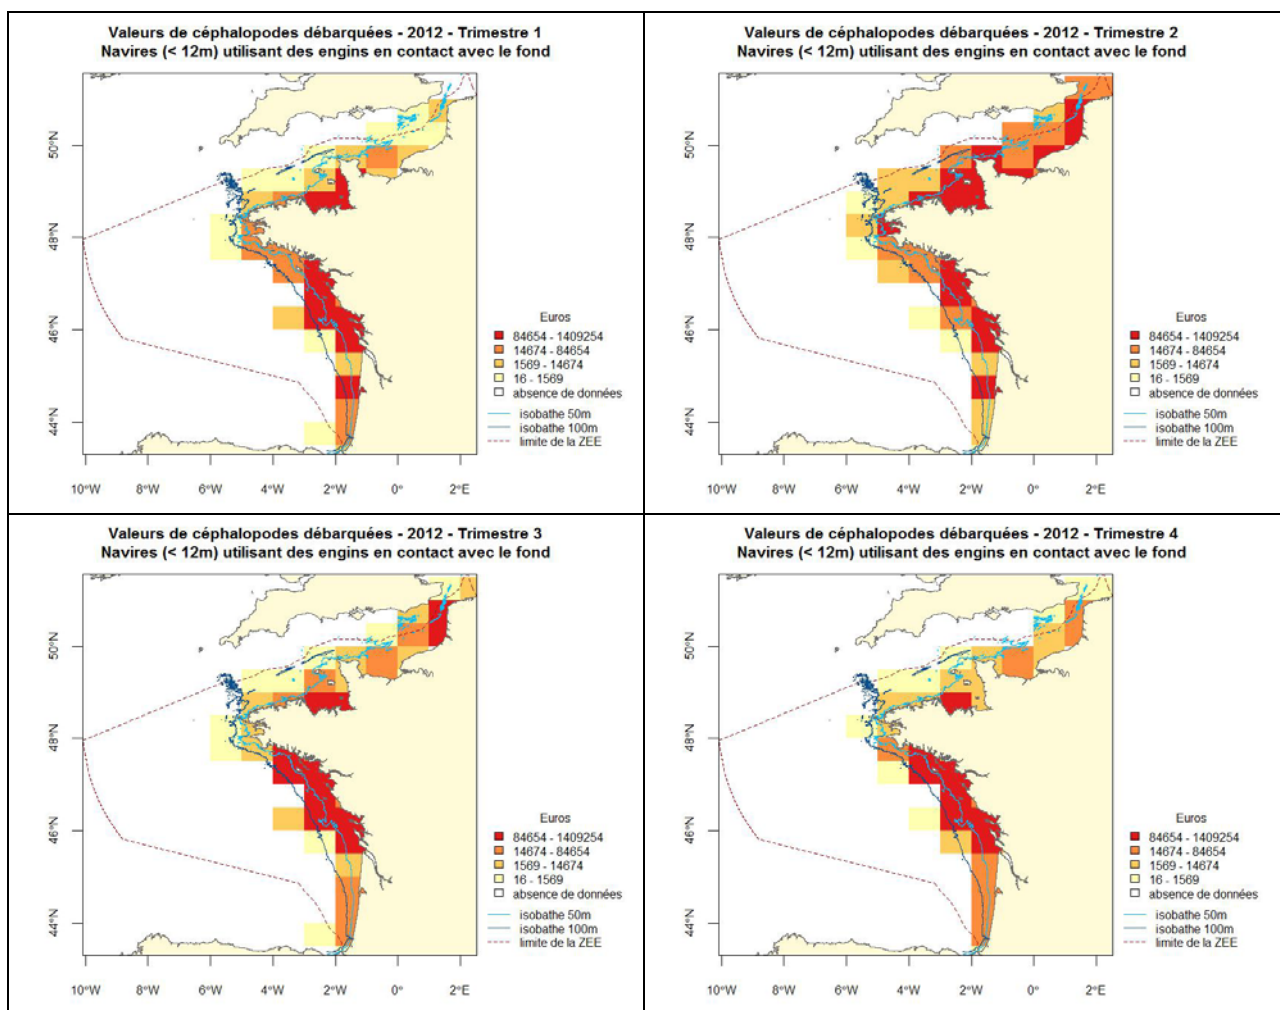 Valeurs de céphalopodes débarquées - 2012 - Trimestre 1
Navires (< 12m) utilisant des engins en contact avec le fond
50°N
48°N
46°N
44°N
10°W 8°W 6°W 4°W 2°W 0° 2°E
Euros
84654 - 1409254
14674 - 84654
1569 - 14674
16 - 1569
absence de données
isobathe 50m
isobathe 100m
limite de la ZEE
Valeurs de céphalopodes débarquées - 2012 - Trimestre 2
Navires (< 12m) utilisant des engins en contact avec le fond
50°N
48°N
46°N
44°N
10°W 8°W 6°W 4°W 2°W 0° 2°E
Euros
84654 - 1409254
14674 - 84654
1569 - 14674
16 - 1569
absence de données
isobathe 50m
isobathe 100m
limite de la ZEE
Valeurs de céphalopodes débarquées - 2012 - Trimestre 3
Navires (< 12m) utilisant des engins en contact avec le fond
50°N
48°N
46°N
44°N
10°W 8°W 6°W 4°W 2°W 0° 2°E
Euros
84654 - 1409254
14674 - 84654
1569 - 14674
16 - 1569
absence de données
isobathe 50m
isobathe 100m
limite de la ZEE
Valeurs de céphalopodes débarquées - 2012 - Trimestre 4
Navires (< 12m) utilisant des engins en contact avec le fond
50°N
48°N
46°N
44°N
10°W 8°W 6°W 4°W 2°W 0° 2°E
Euros
84654 - 1409254
14674 - 84654
1569 - 14674
16 - 1569
absence de données
isobathe 50m
isobathe 100m
limite de la ZEE